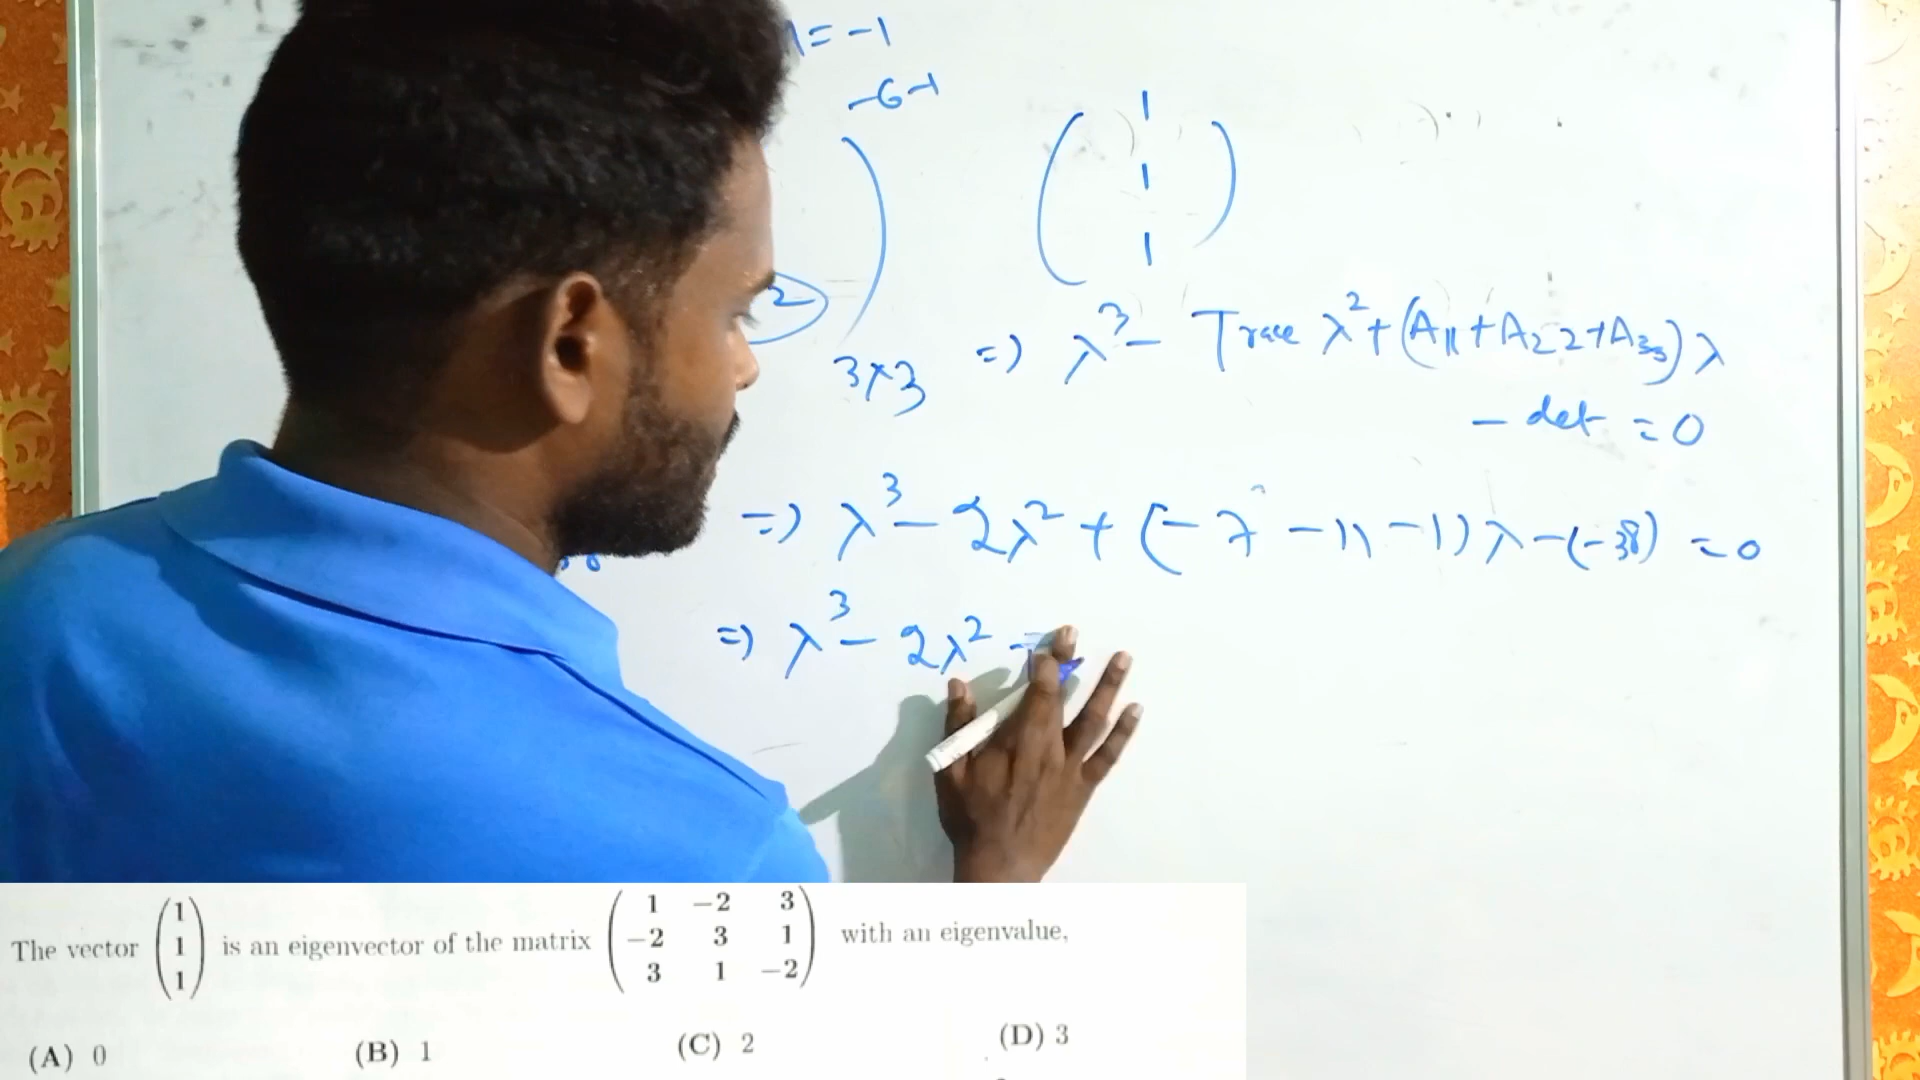 λ = -1
-6-1
1
1
1
2
3×3 => λ³ - Trace λ² + (A₁₁ + A₂₂ + A₃₃) λ
- det = 0
=> λ³ - 2λ² + (-7 - 11 - 1) λ - (-38) = 0
=> λ³ - 2λ² -
The vector (1 1 1) is an eigenvector of the matrix (1 -2 3 -2 3 1 3 1 -2) with an eigenvalue,
(A) 0 (B) 1 (C) 2 (D) 3